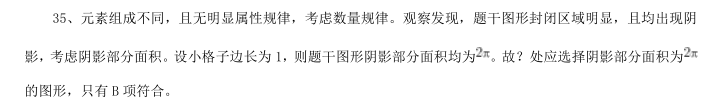 35、元素组成不同，且无明显属性规律，考虑数量规律。观察发现，题干图形封闭区域明显，且均出现阴
影，考虑阴影部分面积。设小格子边长为 1，则题干图形阴影部分面积均为2π。故？处应选择阴影部分面积为2π
的图形，只有 B 项符合。